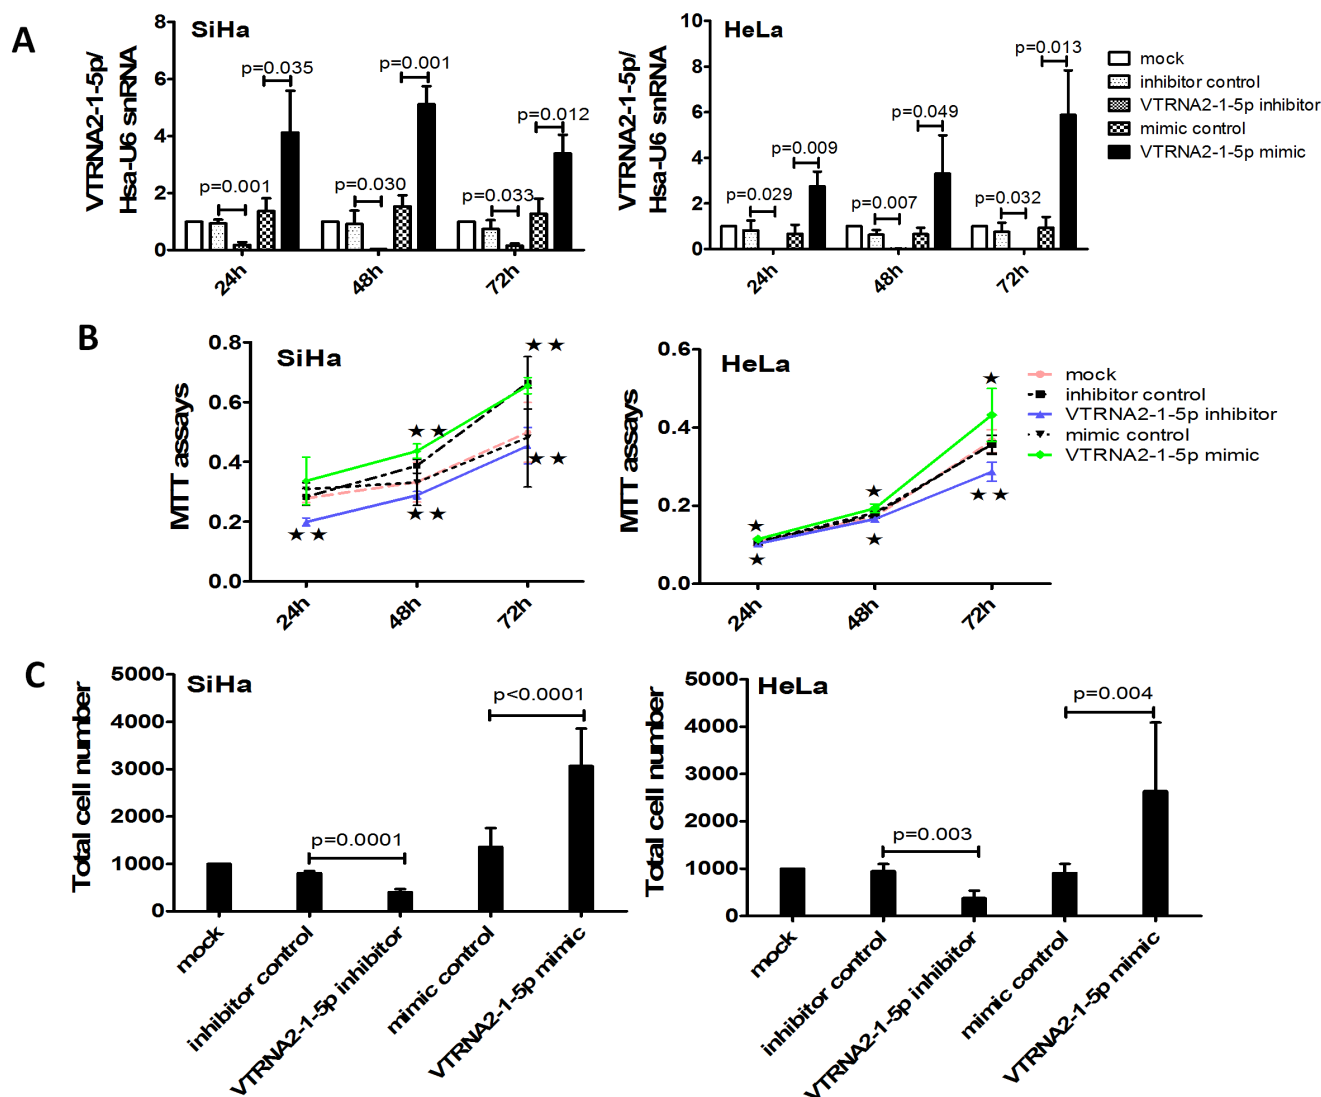 A
SiHa
VTRNA2-1-5p/
Hsa-U6 snRNA
8
6
4
2
0
p=0.035
p=0.001
p=0.001
p=0.030
p=0.012
p=0.033
24h
48h
72h
HeLa
VTRNA2-1-5p/
Hsa-U6 snRNA
10
8
6
4
2
0
p=0.013
p=0.049
p=0.009
p=0.029
p=0.007
p=0.032
24h
48h
72h
mock
inhibitor control
VTRNA2-1-5p inhibitor
mimic control
VTRNA2-1-5p mimic
B
SiHa
MTT assays
0.8
0.6
0.4
0.2
0.0
★★
★★
★★
★★
★★
24h
48h
72h
HeLa
MTT assays
0.6
0.4
0.2
0.0
★
★
★
★
★
★★
24h
48h
72h
mock
inhibitor control
VTRNA2-1-5p inhibitor
mimic control
VTRNA2-1-5p mimic
C
SiHa
Total cell number
5000
4000
3000
2000
1000
0
p<0.0001
p=0.0001
mock
inhibitor control
VTRNA2-1-5p inhibitor
mimic control
VTRNA2-1-5p mimic
HeLa
Total cell number
5000
4000
3000
2000
1000
0
p=0.004
p=0.003
mock
inhibitor control
VTRNA2-1-5p inhibitor
mimic control
VTRNA2-1-5p mimic